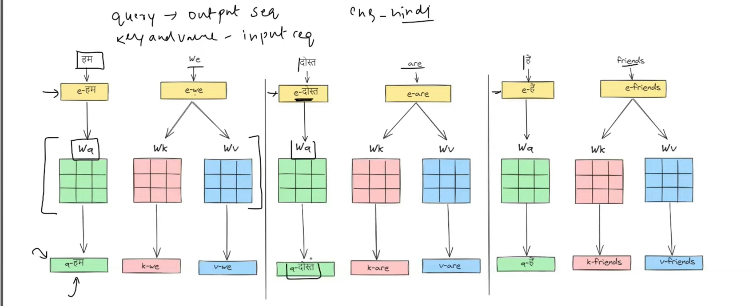 query → output seq
key and value - input seq
eng - hindi
हम
we
दोस्त
are
हैं
friends
e-हम
e-we
e-दोस्त
e-are
e-हैं
e-friends
Wq
Wk
Wv
Wq
Wk
Wv
Wq
Wk
Wv
q-हम
k-we
v-we
q-दोस्त
k-are
v-are
q-हैं
k-friends
v-friends